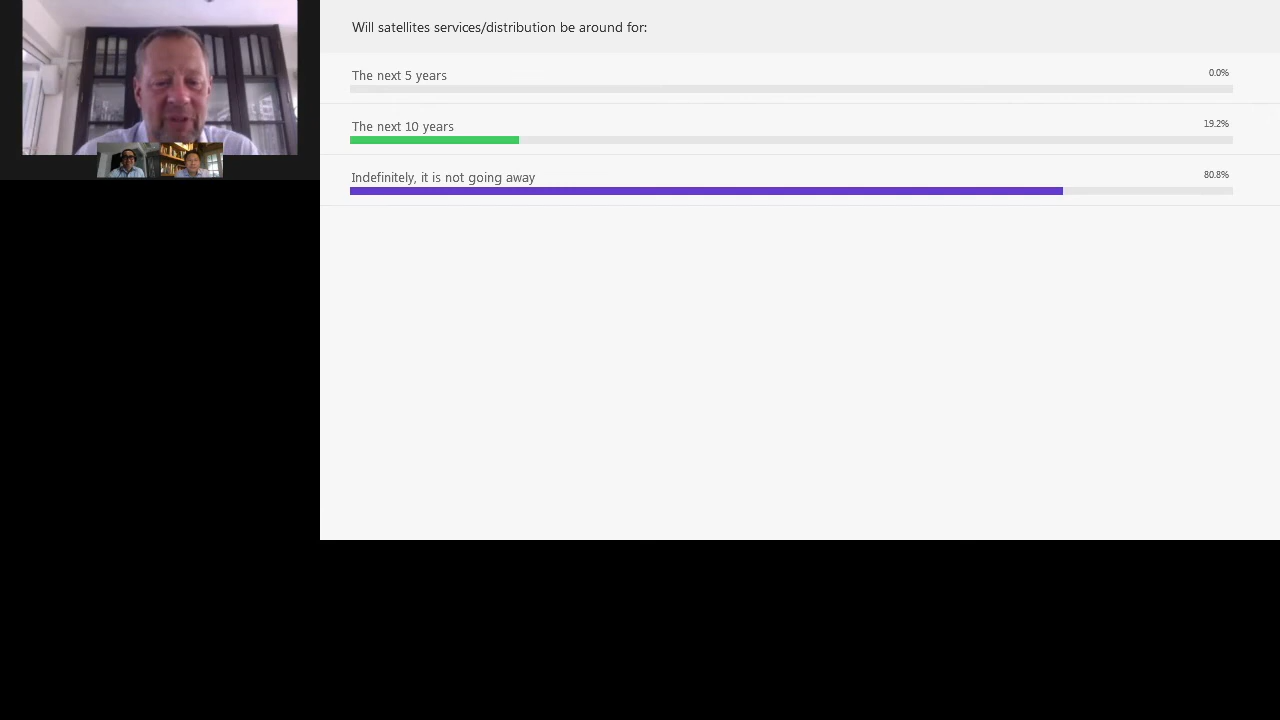 Will satellites services/distribution be around for:
The next 5 years
0.0%
The next 10 years
19.2%
Indefinitely, it is not going away
80.8%